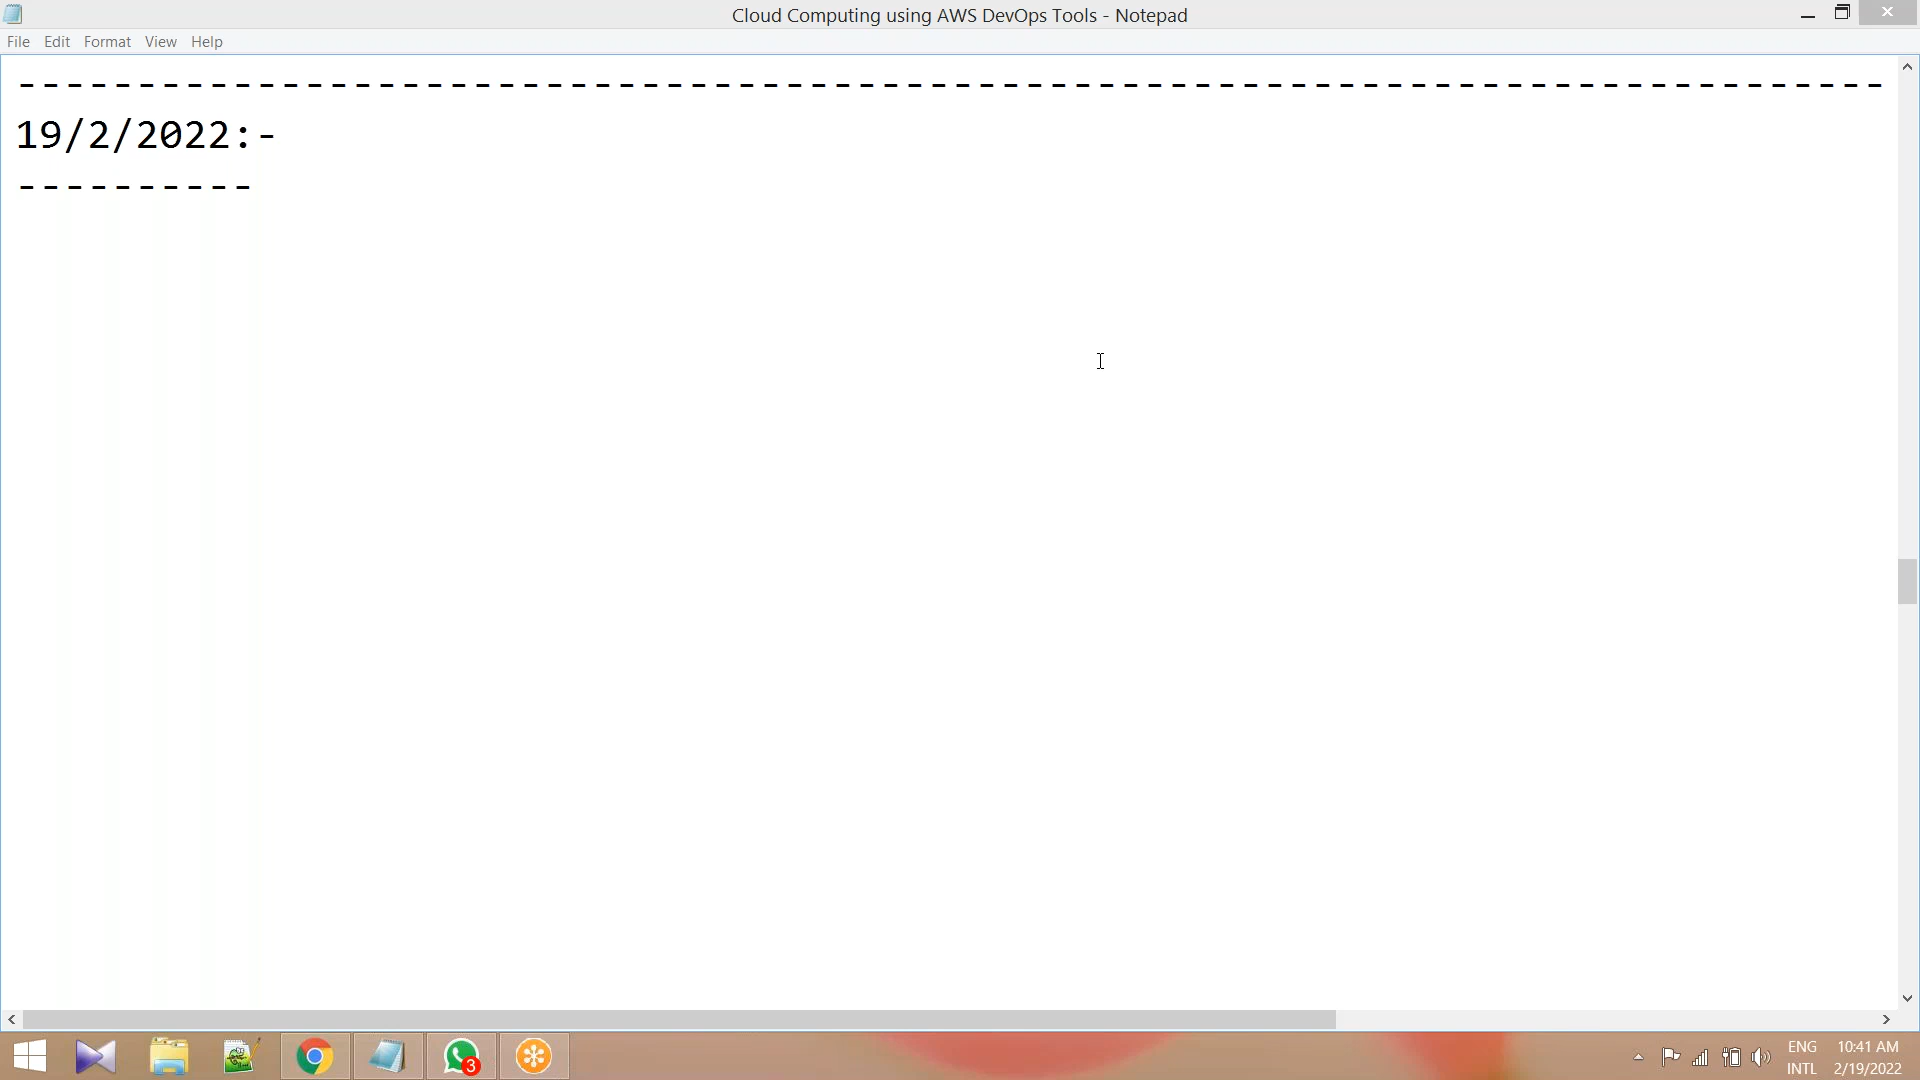 Cloud Computing using AWS DevOps Tools - Notepad
File Edit Format View Help
------------------------------------------------------------------------------
19/2/2022:-
----------
3
ENG 10:41 AM
INTL 2/19/2022